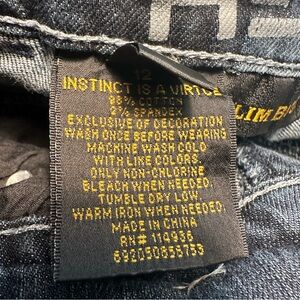 12
INSTINCT IS A VIRTUE
98% COTTON
2% SPANDEX
EXCLUSIVE OF DECORATION
WASH ONCE BEFORE WEARING
MACHINE WASH COLD
WITH LIKE COLORS.
ONLY NON-CHLORINE
BLEACH WHEN NEEDED.
TUMBLE DRY LOW.
WARM IRON WHEN NEEDED.
MADE IN CHINA
RN# 114936
692050858753